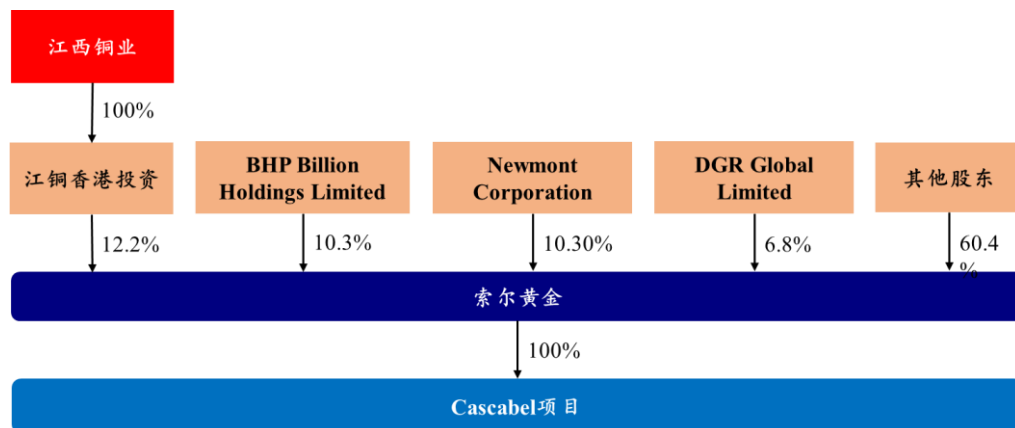 江西铜业
100%
江铜香港投资
BHP Billion
Holdings Limited
Newmont
Corporation
DGR Global
Limited
其他股东
12.2%
10.3%
10.30%
6.8%
60.4
%
索尔黄金
100%
Cascabel项目